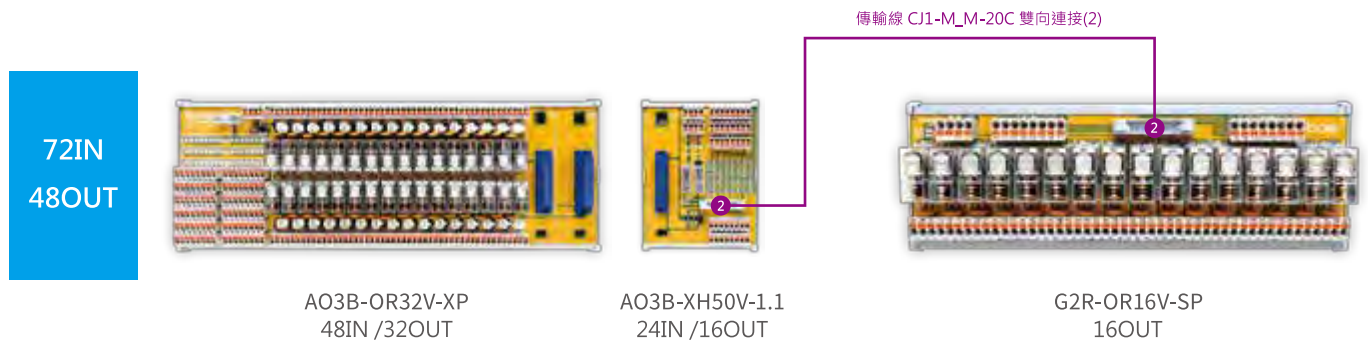 傳輸線 CJ1-M_M-20C 雙向連接(2)
72IN
48OUT
2
2
AO3B-OR32V-XP
48IN /32OUT
AO3B-XH50V-1.1
24IN /16OUT
G2R-OR16V-SP
16OUT